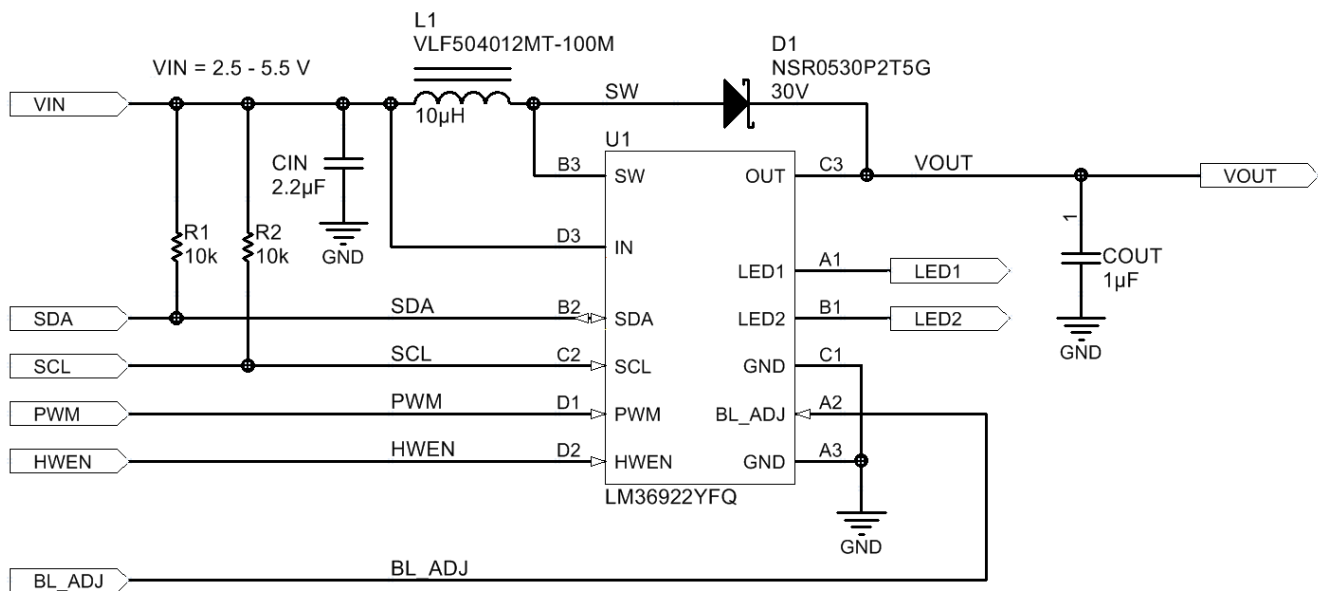 L1
VLF504012MT-100M
D1
NSR0530P2T5G
30V
VIN = 2.5 - 5.5 V
VIN
10µH
SW
U1
CIN
2.2µF
B3
SW
OUT
C3
VOUT
VOUT
GND
R1
10k
R2
10k
D3
IN
1
COUT
1µF
GND
LED1
A1
LED1
SDA
SDA
B2
SDA
LED2
B1
LED2
SCL
SCL
C2
SCL
GND
C1
PWM
PWM
D1
PWM
BL_ADJ
A2
HWEN
HWEN
D2
HWEN
GND
A3
LM36922YFQ
GND
BL_ADJ
BL_ADJ